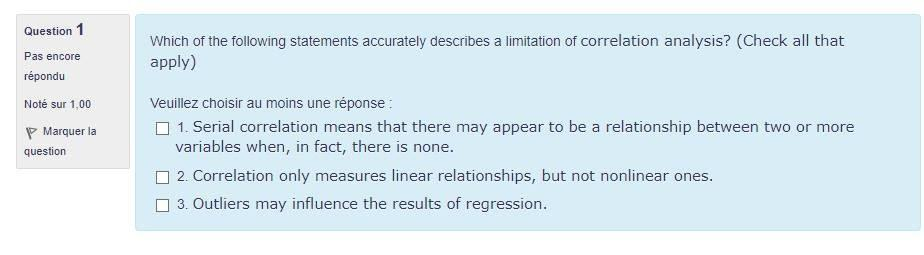 Question 1
Pas encore
répondu
Noté sur 1,00
Marquer la
question
Which of the following statements accurately describes a limitation of correlation analysis? (Check all that
apply)
Veuillez choisir au moins une réponse :
1. Serial correlation means that there may appear to be a relationship between two or more
variables when, in fact, there is none.
2. Correlation only measures linear relationships, but not nonlinear ones.
3. Outliers may influence the results of regression.